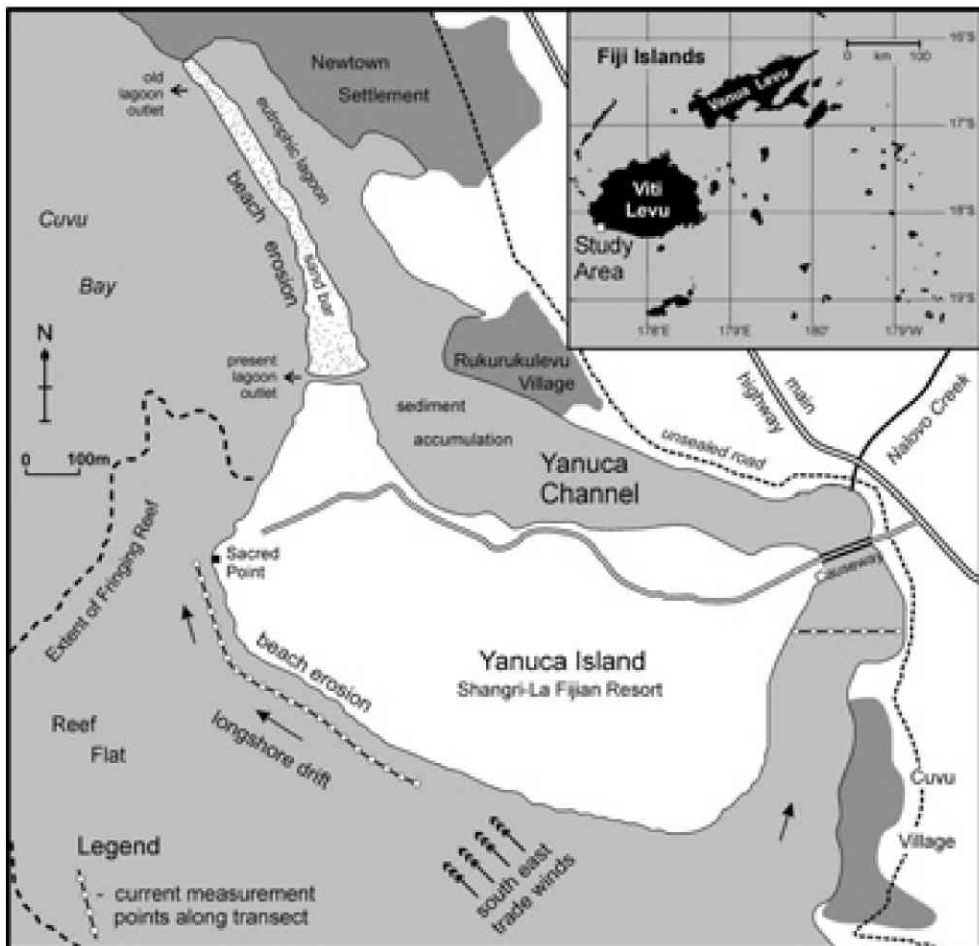 Newtown
Settlement
old
lagoon
outlet
eutrophic lagoon
beach
erosion
sand bar
Cuvu
Bay
N
present
lagoon
outlet
0 100m
Extent of Fringing Reef
Rukurukulevu
Village
sediment
accumulation
Yanuca
Channel
unsealed road
main
highway
Nalovo Creek
Causeway
Sacred
Point
beach erosion
longshore drift
Yanuca Island
Shangri-La Fijian Resort
Reef
Flat
Cuvu
Village
south east
trade winds
Legend
current measurement
points along transect
Fiji Islands
0 km 100
16°S
17°S
Levu
Viti
Levu
18°S
Study
Area
19°S
178°E
179°E
180°
179°W